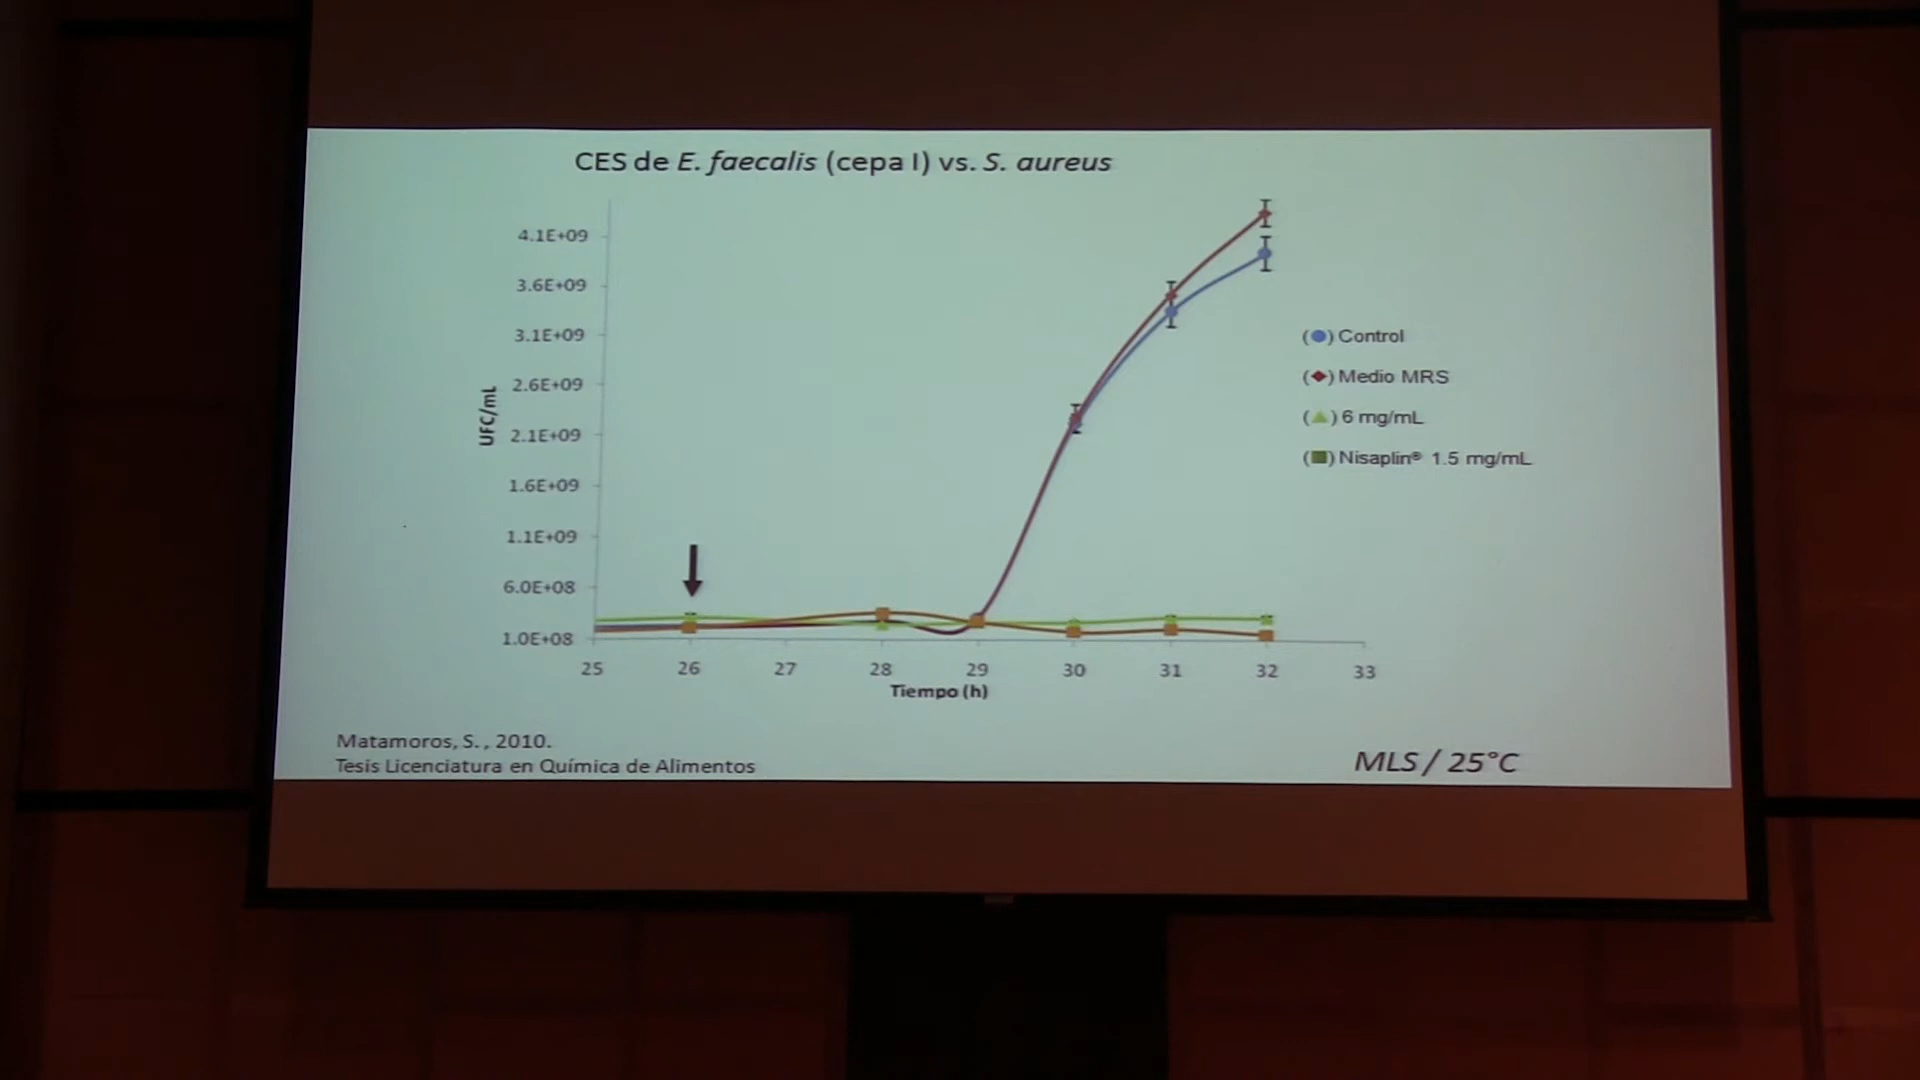 CES de E. faecalis (cepa I) vs. S. aureus
4.1E+09
3.6E+09
3.1E+09
2.6E+09
2.1E+09
1.6E+09
1.1E+09
6.0E+08
1.0E+08
UFC/mL
25 26 27 28 29 30 31 32 33
Tiempo (h)
(●) Control
(◆) Medio MRS
(▲) 6 mg/mL
(■) Nisaplin® 1.5 mg/mL
Matamoros, S., 2010.
Tesis Licenciatura en Química de Alimentos
MLS / 25°C